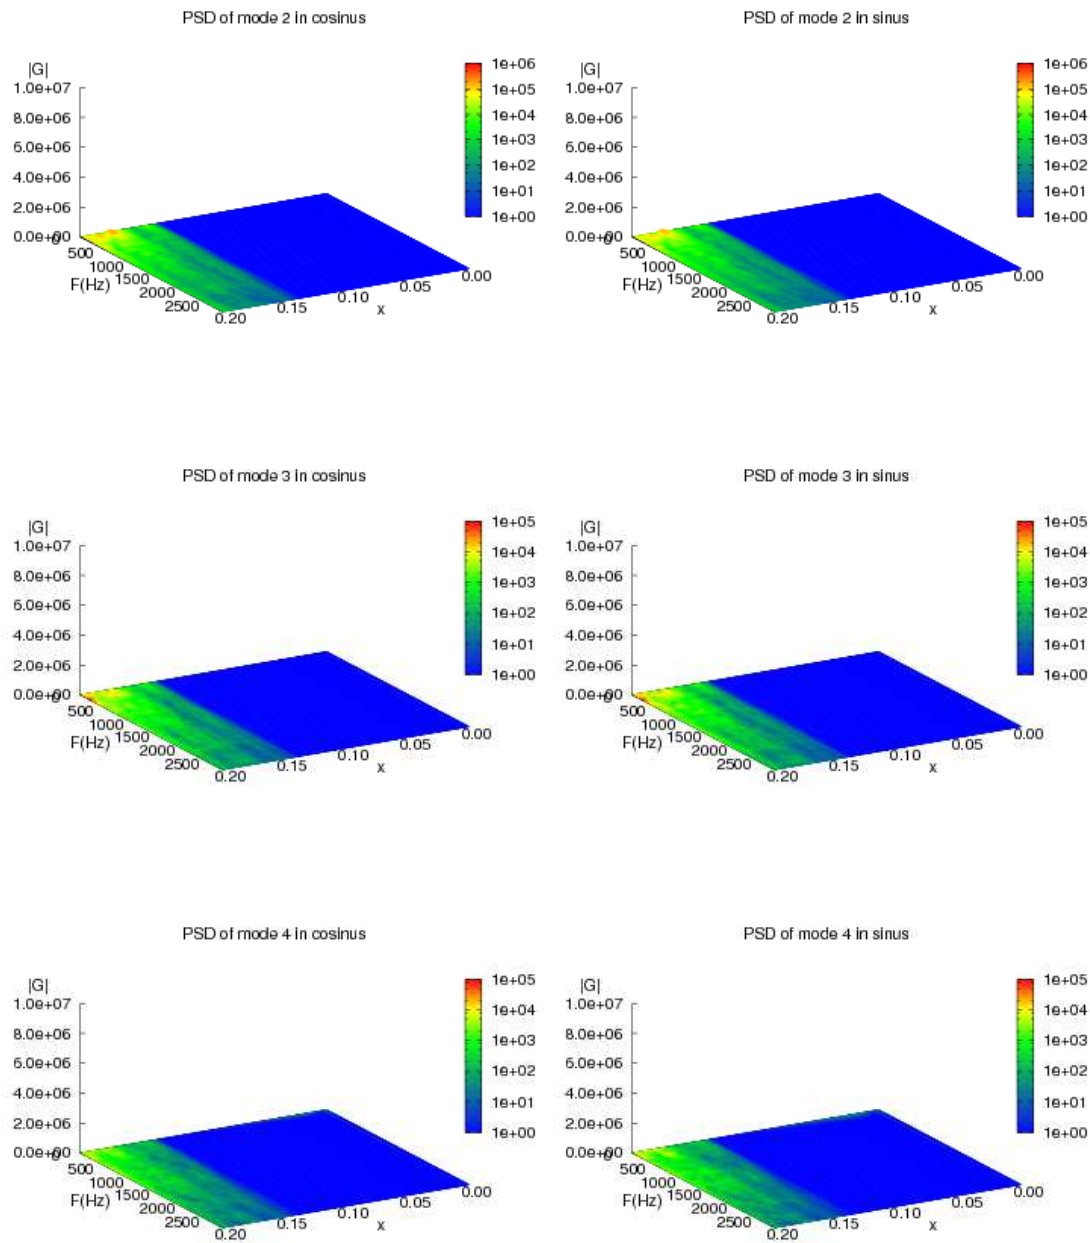 PSD of mode 2 in cosinus
|G|
1.0e+07
8.0e+06
6.0e+06
4.0e+06
2.0e+06
0.0e+00
0
500
1000
1500
2000
2500
F(Hz)
0.20
0.15
0.10
0.05
0.00
x
1e+06
1e+05
1e+04
1e+03
1e+02
1e+01
1e+00
PSD of mode 2 in sinus
|G|
1.0e+07
8.0e+06
6.0e+06
4.0e+06
2.0e+06
0.0e+00
0
500
1000
1500
2000
2500
F(Hz)
0.20
0.15
0.10
0.05
0.00
x
1e+06
1e+05
1e+04
1e+03
1e+02
1e+01
1e+00
PSD of mode 3 in cosinus
|G|
1.0e+07
8.0e+06
6.0e+06
4.0e+06
2.0e+06
0.0e+00
0
500
1000
1500
2000
2500
F(Hz)
0.20
0.15
0.10
0.05
0.00
x
1e+05
1e+04
1e+03
1e+02
1e+01
1e+00
PSD of mode 3 in sinus
|G|
1.0e+07
8.0e+06
6.0e+06
4.0e+06
2.0e+06
0.0e+00
0
500
1000
1500
2000
2500
F(Hz)
0.20
0.15
0.10
0.05
0.00
x
1e+05
1e+04
1e+03
1e+02
1e+01
1e+00
PSD of mode 4 in cosinus
|G|
1.0e+07
8.0e+06
6.0e+06
4.0e+06
2.0e+06
0.0e+00
0
500
1000
1500
2000
2500
F(Hz)
0.20
0.15
0.10
0.05
0.00
x
1e+05
1e+04
1e+03
1e+02
1e+01
1e+00
PSD of mode 4 in sinus
|G|
1.0e+07
8.0e+06
6.0e+06
4.0e+06
2.0e+06
0.0e+00
0
500
1000
1500
2000
2500
F(Hz)
0.20
0.15
0.10
0.05
0.00
x
1e+05
1e+04
1e+03
1e+02
1e+01
1e+00